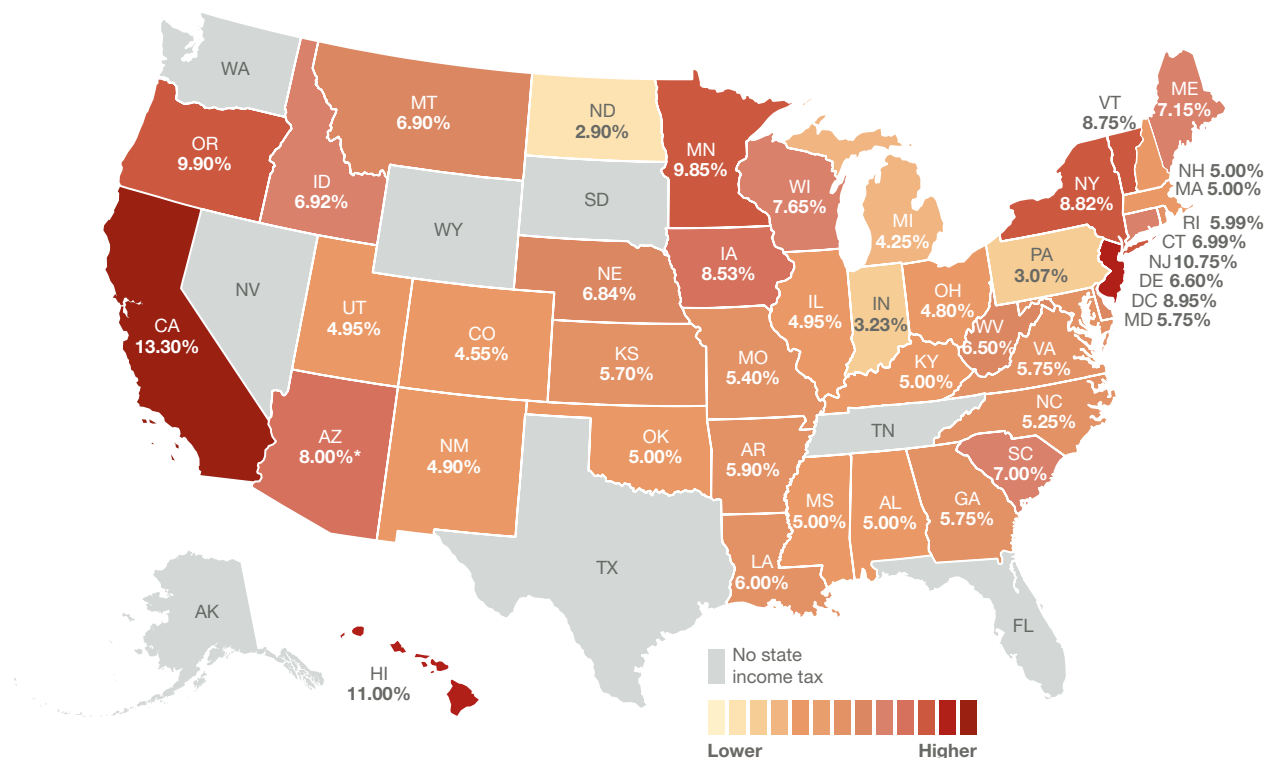 WA
OR
9.90%
CA
13.30%
NV
ID
6.92%
MT
6.90%
WY
UT
4.95%
AZ
8.00%*
CO
4.55%
NM
4.90%
ND
2.90%
SD
NE
6.84%
KS
5.70%
OK
5.00%
TX
MN
9.85%
IA
8.53%
MO
5.40%
AR
5.90%
LA
6.00%
WI
7.65%
IL
4.95%
MI
4.25%
IN
3.23%
OH
4.80%
KY
5.00%
TN
MS
5.00%
AL
5.00%
GA
5.75%
FL
SC
7.00%
NC
5.25%
VA
5.75%
WV
6.50%
PA
3.07%
NY
8.82%
VT
8.75%
ME
7.15%
NH 5.00%
MA 5.00%
RI 5.99%
CT 6.99%
NJ 10.75%
DE 6.60%
DC 8.95%
MD 5.75%
AK
HI
11.00%
No state
income tax
Lower Higher